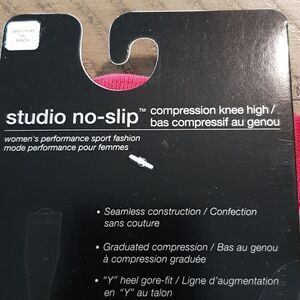 studio no-slip™ compression knee high /
bas compressif au genou
women's performance sport fashion
mode performance pour femmes
• Seamless construction / Confection
sans couture
• Graduated compression / Bas au genou
à compression graduée
• "Y" heel gore-fit / Ligne d'augmentation
en "Y" au talon